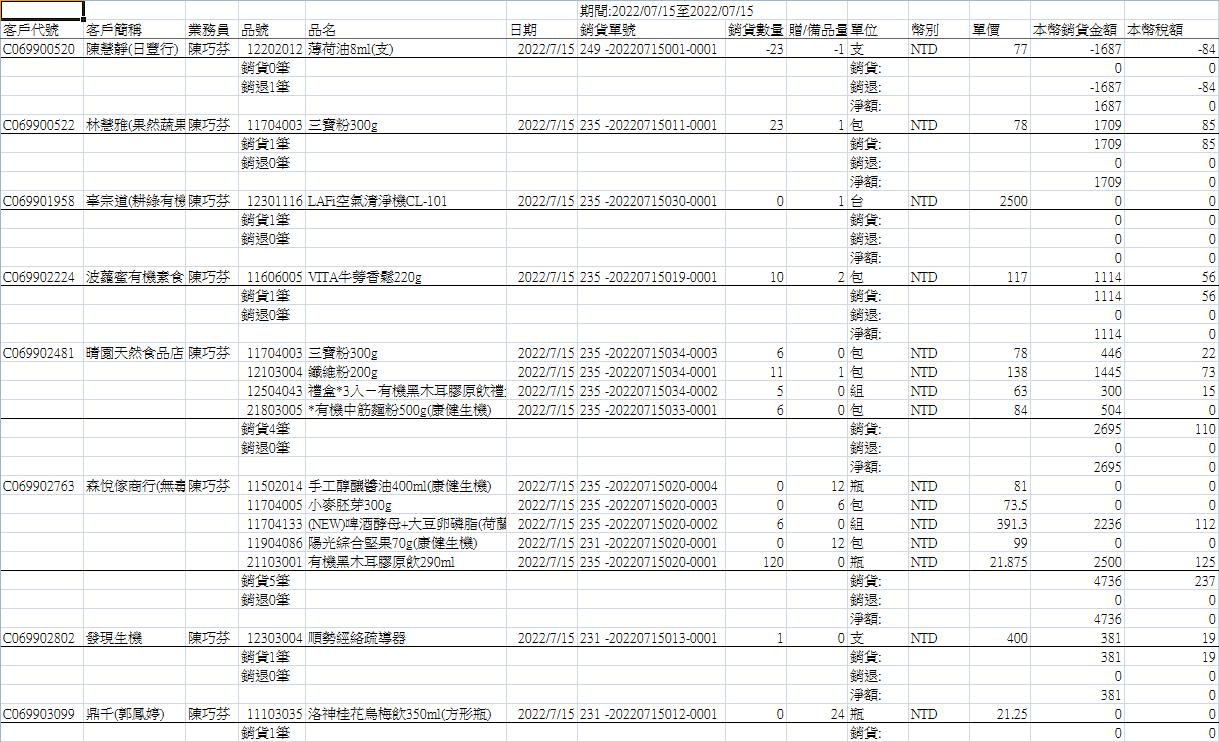 期間:2022/07/15至2022/07/15
客戶代號 客戶簡稱 業務員 品號 品名 日期 銷貨單號 銷貨數量 贈/備品量 單位 幣別 單價 本幣銷貨金額 本幣稅額
C069900520 陳慧靜(日豐行) 陳巧芬 12202012 薄荷油8ml(支) 2022/7/15 249 -20220715001-0001 -23 -1 支 NTD 77 -1687 -84
銷貨0筆 銷貨: 0 0
銷退1筆 銷退: -1687 -84
淨額: 1687 0
C069900522 林慧雅(果然蔬果 陳巧芬 11704003 三寶粉300g 2022/7/15 235 -20220715011-0001 23 1 包 NTD 78 1709 85
銷貨1筆 銷貨: 1709 85
銷退0筆 銷退: 0 0
淨額: 1709 0
C069901958 辜宗道(耕綠有機 陳巧芬 12301116 LAFi空氣清淨機CL-101 2022/7/15 235 -20220715030-0001 0 1 台 NTD 2500 0 0
銷貨1筆 銷貨: 0 0
銷退0筆 銷退: 0 0
淨額: 0 0
C069902224 波蘿蜜有機素食 陳巧芬 11606005 VITA牛蒡香鬆220g 2022/7/15 235 -20220715019-0001 10 2 包 NTD 117 1114 56
銷貨1筆 銷貨: 1114 56
銷退0筆 銷退: 0 0
淨額: 1114 0
C069902481 晴園天然食品店 陳巧芬 11704003 三寶粉300g 2022/7/15 235 -20220715034-0003 6 0 包 NTD 78 446 22
12103004 纖維粉200g 2022/7/15 235 -20220715034-0001 11 1 包 NTD 138 1445 73
12504043 禮盒*3入－有機黑木耳膠原飲禮 2022/7/15 235 -20220715034-0002 5 0 組 NTD 63 300 15
21803005 *有機中筋麵粉500g(康健生機) 2022/7/15 235 -20220715033-0001 6 0 包 NTD 84 504 0
銷貨4筆 銷貨: 2695 110
銷退0筆 銷退: 0 0
淨額: 2695 0
C069902763 森悅傢商行(無毒 陳巧芬 11502014 手工醇釀醬油400ml(康健生機) 2022/7/15 235 -20220715020-0004 0 12 瓶 NTD 81 0 0
11704005 小麥胚芽300g 2022/7/15 235 -20220715020-0003 0 6 包 NTD 73.5 0 0
11704133 (NEW)啤酒酵母+大豆卵磷脂(荷蘭 2022/7/15 235 -20220715020-0002 6 0 組 NTD 391.3 2236 112
11904086 陽光綜合堅果70g(康健生機) 2022/7/15 231 -20220715020-0001 0 12 包 NTD 99 0 0
21103001 有機黑木耳膠原飲290ml 2022/7/15 235 -20220715020-0001 120 0 瓶 NTD 21.875 2500 125
銷貨5筆 銷貨: 4736 237
銷退0筆 銷退: 0 0
淨額: 4736 0
C069902802 發現生機 陳巧芬 12303004 順勢經絡疏導器 2022/7/15 231 -20220715013-0001 1 0 支 NTD 400 381 19
銷貨1筆 銷貨: 381 19
銷退0筆 銷退: 0 0
淨額: 381 0
C069903099 鼎千(郭鳳婷) 陳巧芬 11103035 洛神桂花烏梅飲350ml(方形瓶) 2022/7/15 231 -20220715012-0001 0 24 瓶 NTD 21.25 0 0
銷貨1筆 銷貨: 0 0